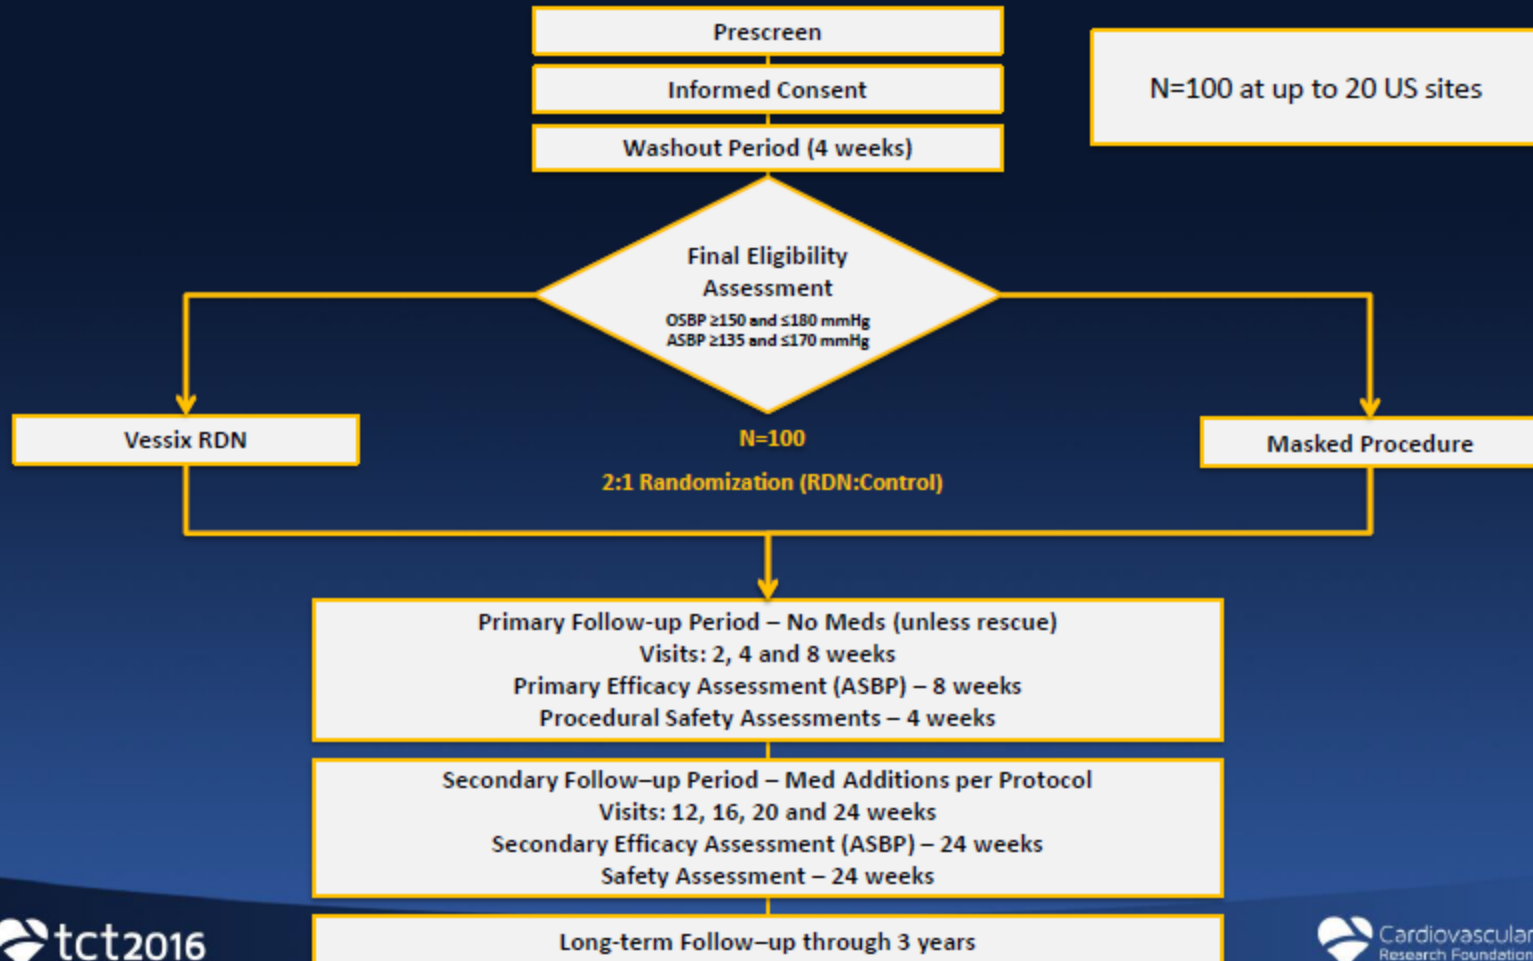 Prescreen
Informed Consent
N=100 at up to 20 US sites
Washout Period (4 weeks)
Final Eligibility
Assessment
OSBP ≥150 and ≤180 mmHg
ASBP ≥135 and ≤170 mmHg
Vessix RDN
N=100
Masked Procedure
2:1 Randomization (RDN:Control)
Primary Follow-up Period – No Meds (unless rescue)
Visits: 2, 4 and 8 weeks
Primary Efficacy Assessment (ASBP) – 8 weeks
Procedural Safety Assessments – 4 weeks
Secondary Follow–up Period – Med Additions per Protocol
Visits: 12, 16, 20 and 24 weeks
Secondary Efficacy Assessment (ASBP) – 24 weeks
Safety Assessment – 24 weeks
Long-term Follow–up through 3 years
tct2016
Cardiovascular
Research Foundation